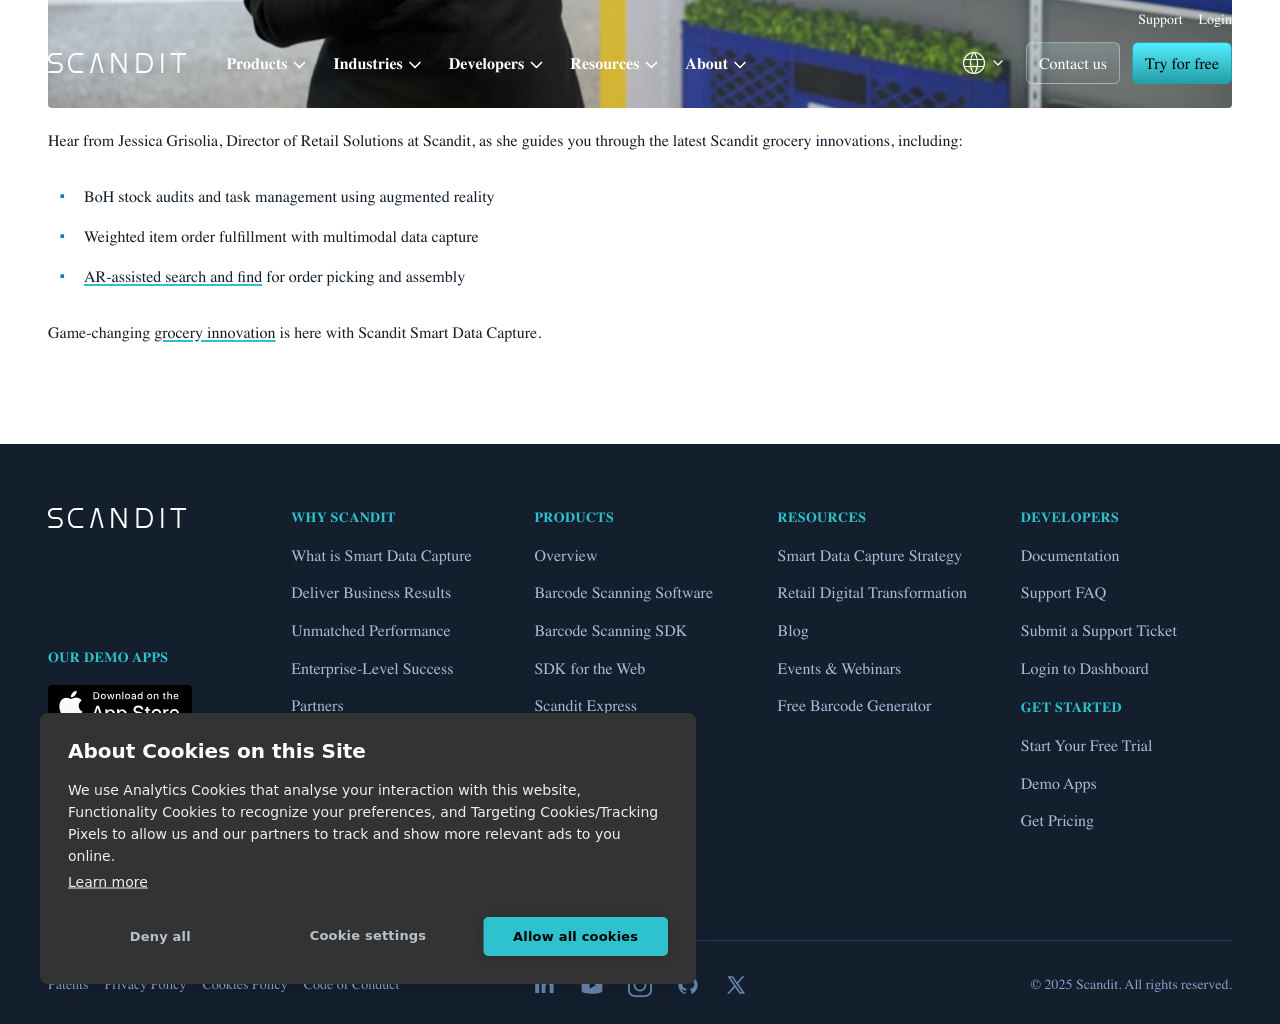 Support Login
SCANDIT Products Industries Developers Resources About Contact us Try for free
Hear from Jessica Grisolia, Director of Retail Solutions at Scandit, as she guides you through the latest Scandit grocery innovations, including:
BoH stock audits and task management using augmented reality
Weighted item order fulfillment with multimodal data capture
AR-assisted search and find for order picking and assembly
Game-changing grocery innovation is here with Scandit Smart Data Capture.
SCANDIT
OUR DEMO APPS
Download on the
App Store
WHY SCANDIT
What is Smart Data Capture
Deliver Business Results
Unmatched Performance
Enterprise-Level Success
Partners
PRODUCTS
Overview
Barcode Scanning Software
Barcode Scanning SDK
SDK for the Web
Scandit Express
RESOURCES
Smart Data Capture Strategy
Retail Digital Transformation
Blog
Events & Webinars
Free Barcode Generator
DEVELOPERS
Documentation
Support FAQ
Submit a Support Ticket
Login to Dashboard
GET STARTED
Start Your Free Trial
Demo Apps
Get Pricing
About Cookies on this Site
We use Analytics Cookies that analyse your interaction with this website,
Functionality Cookies to recognize your preferences, and Targeting Cookies/Tracking
Pixels to allow us and our partners to track and show more relevant ads to you
online.
Learn more
Deny all Cookie settings Allow all cookies
Patents Privacy Policy Cookies Policy Code of Conduct
© 2025 Scandit. All rights reserved.